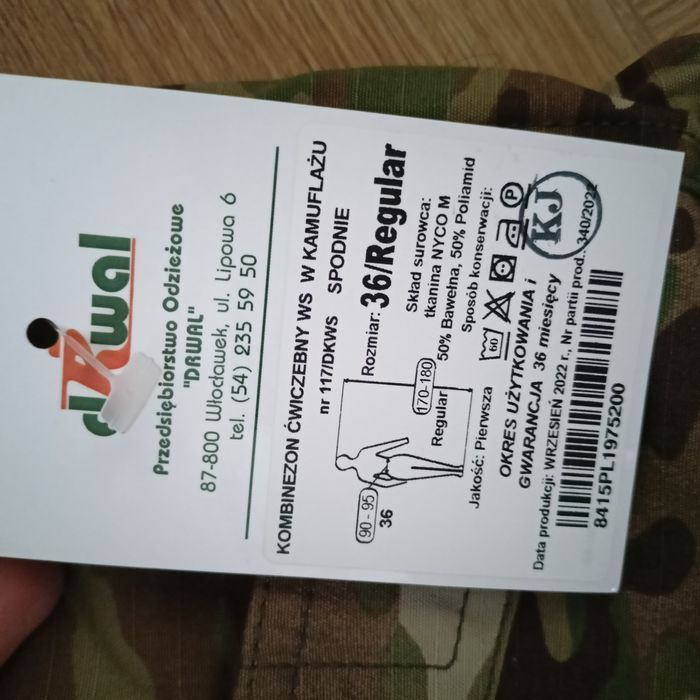 dRwal
Przedsiębiorstwo Odzieżowe
"DRWAL"
87-800 Włocławek, ul. Lipowa 6
tel. (54) 235 59 50
KOMBINEZON ĆWICZEBNY WS W KAMUFLAŻU
nr 117/IDKWS SPODNIE
Rozmiar: 36/Regular
170-180
Regular
90 - 95
36
Skład surowca:
tkanina NYCO M
50% Bawełna, 50% Poliamid
Sposób konserwacji:
60
P
Jakość: Pierwsza
OKRES UŻYTKOWANIA i
GWARANCJA 36 miesięcy
KJ
Data produkcji: WRZESIEŃ 2022 r., Nr partii prod.: 340/2022
8415PL1975200